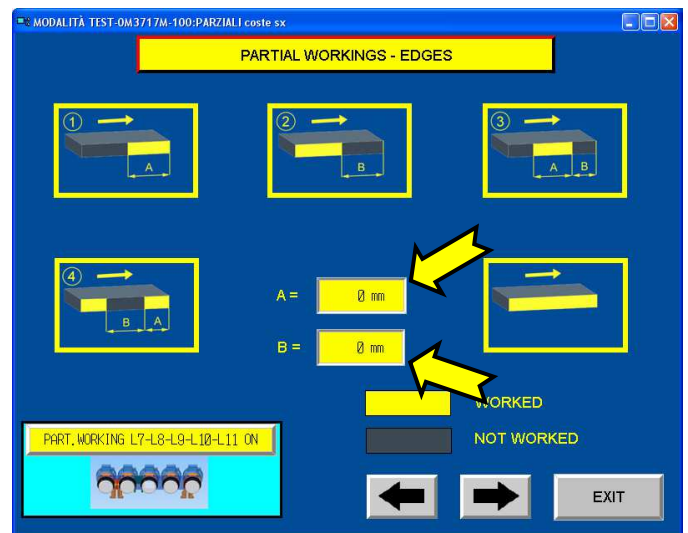 MODALITÀ TEST-0M3717M-100:PARZIALI coste sx
PARTIAL WORKINGS - EDGES
1
A
2
B
3
A B
4
B A
A = 0 mm
B = 0 mm
WORKED
NOT WORKED
PART.WORKING L7-L8-L9-L10-L11 ON
EXIT